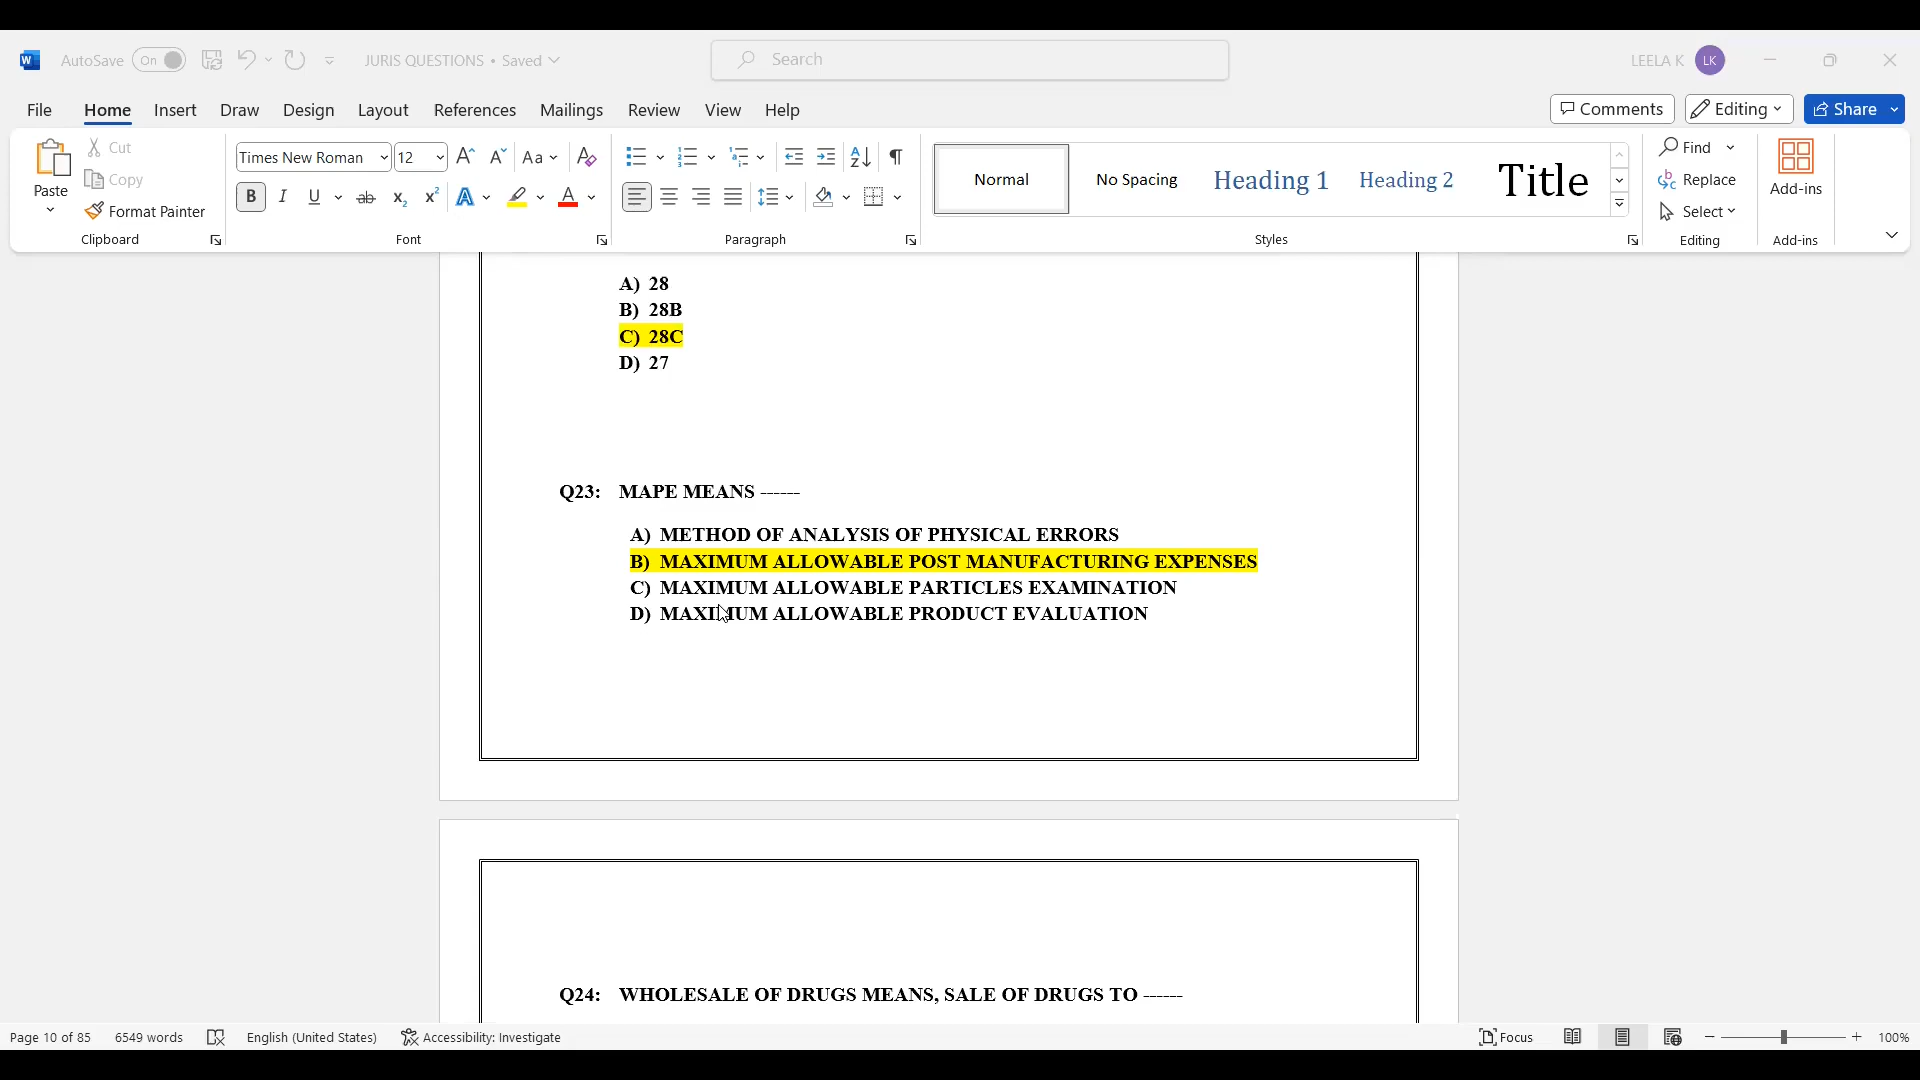 AutoSave On JURIS QUESTIONS • Saved Search LEELA K LK
File Home Insert Draw Design Layout References Mailings Review View Help Comments Editing Share
Paste Cut Copy Format Painter Clipboard
Times New Roman 12 Aa B I U ab x₂ x² A A Font
Paragraph
Normal No Spacing Heading 1 Heading 2 Title Styles
Find Replace Select Editing
Add-ins Add-ins
A) 28
B) 28B
C) 28C
D) 27
Q23: MAPE MEANS ------
A) METHOD OF ANALYSIS OF PHYSICAL ERRORS
B) MAXIMUM ALLOWABLE POST MANUFACTURING EXPENSES
C) MAXIMUM ALLOWABLE PARTICLES EXAMINATION
D) MAXIMUM ALLOWABLE PRODUCT EVALUATION
Q24: WHOLESALE OF DRUGS MEANS, SALE OF DRUGS TO ------
Page 10 of 85 6549 words English (United States) Accessibility: Investigate Focus 100%